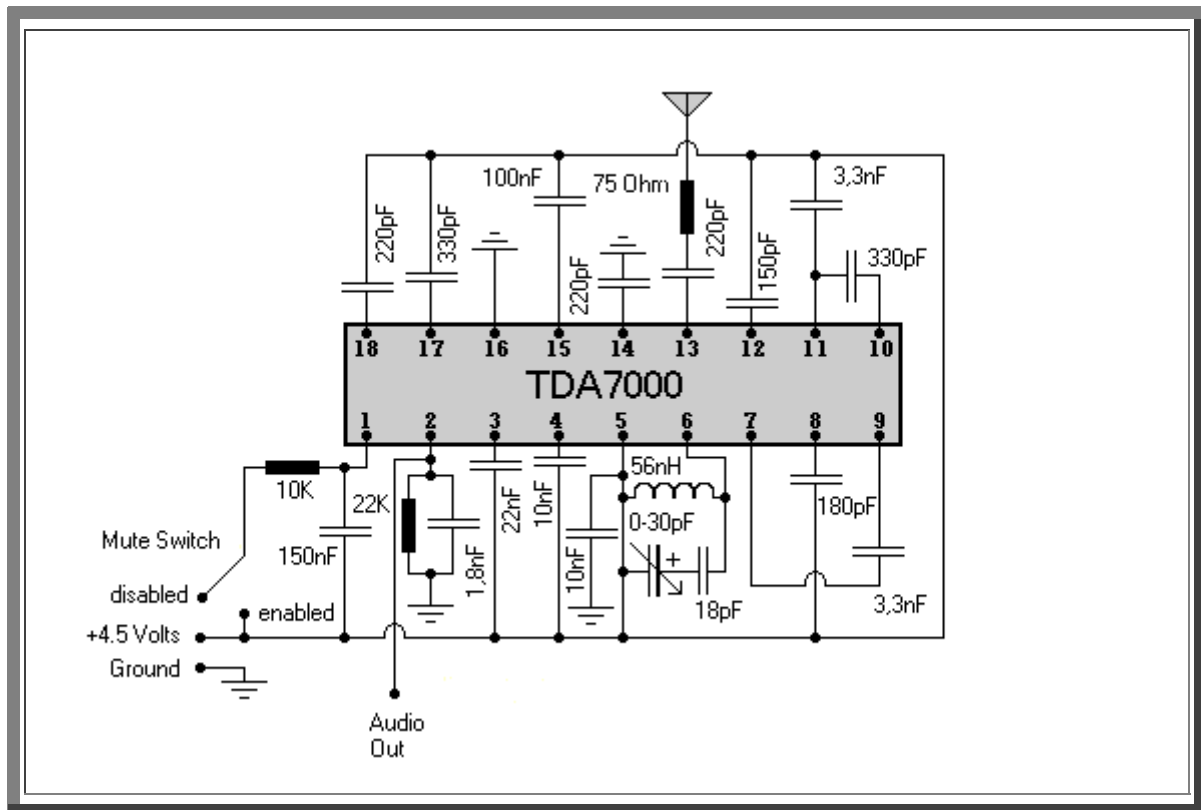 100nF
75 Ohm
3,3nF
220pF
330pF
220pF
220pF
150pF
330pF
18 17 16 15 14 13 12 11 10
TDA7000
1 2 3 4 5 6 7 8 9
10K
22K
150nF
1,8nF
22nF
10nF
10nF
56nH
0-30pF
+
18pF
180pF
3,3nF
Mute Switch
disabled
enabled
+4.5 Volts
Ground
Audio
Out